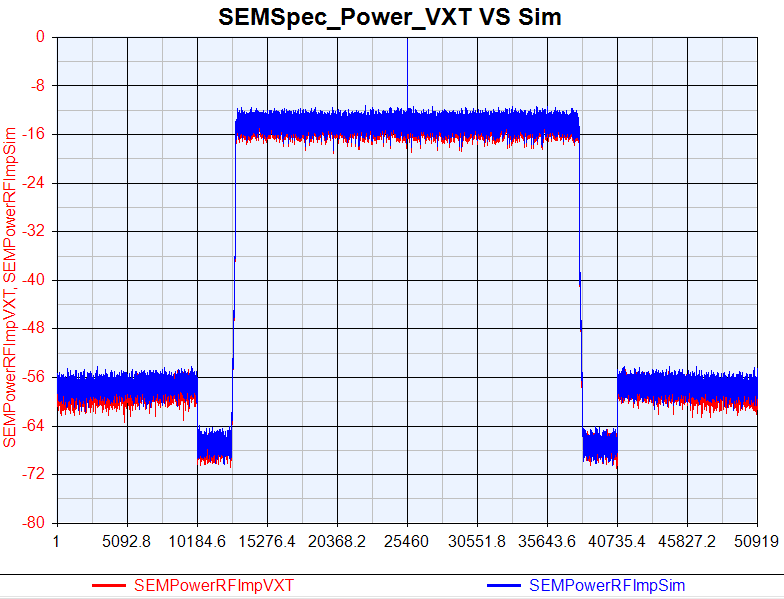 SEMSpec_Power_VXT VS Sim
0
-8
-16
-24
-32
-40
-48
-56
-64
-72
-80
SEMPowerRFImpVXT, SEMPowerRFImpSim
1 5092.8 10184.6 15276.4 20368.2 25460 30551.8 35643.6 40735.4 45827.2 50919
SEMPowerRFImpVXT SEMPowerRFImpSim